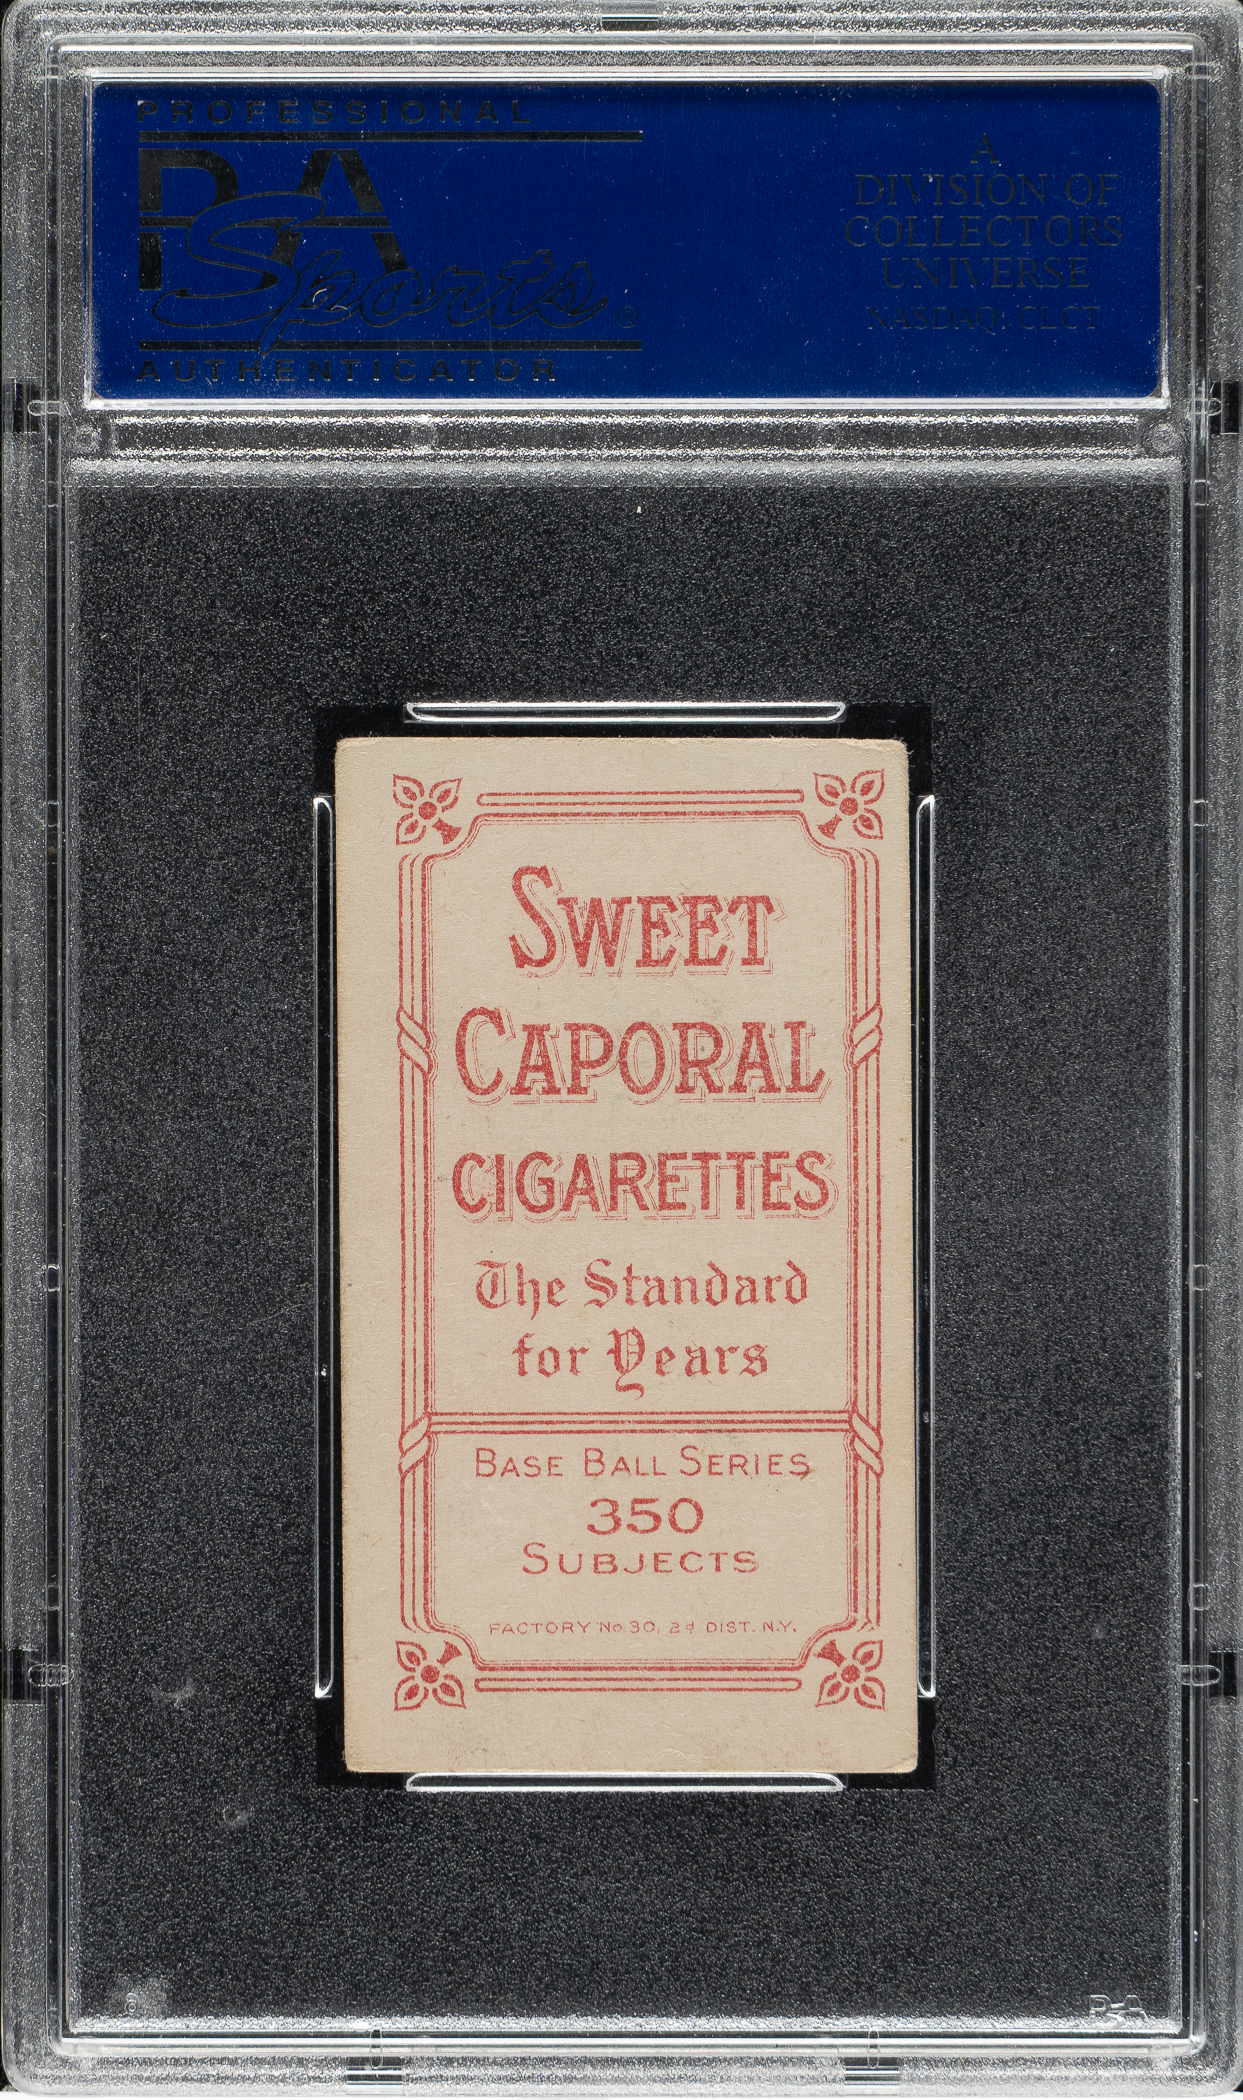 PROFESSIONAL
PSA
Sports®
AUTHENTICATOR
A
DIVISION OF
COLLECTORS
UNIVERSE
NASDAQ: CLCT
SWEET
CAPORAL
CIGARETTES
The Standard
for Years
BASE BALL SERIES
350
SUBJECTS
FACTORY No 30, 2d DIST. N.Y.
PSA